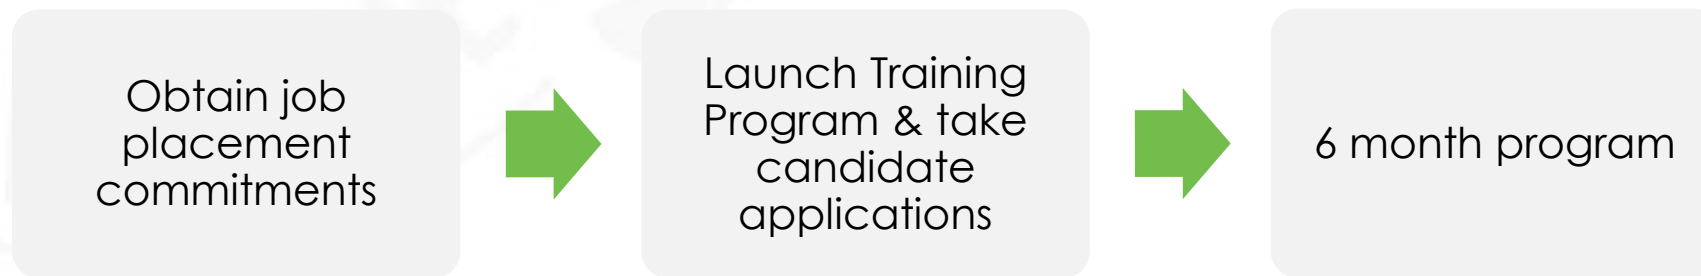 Obtain job
placement
commitments
Launch Training
Program & take
candidate
applications
6 month program